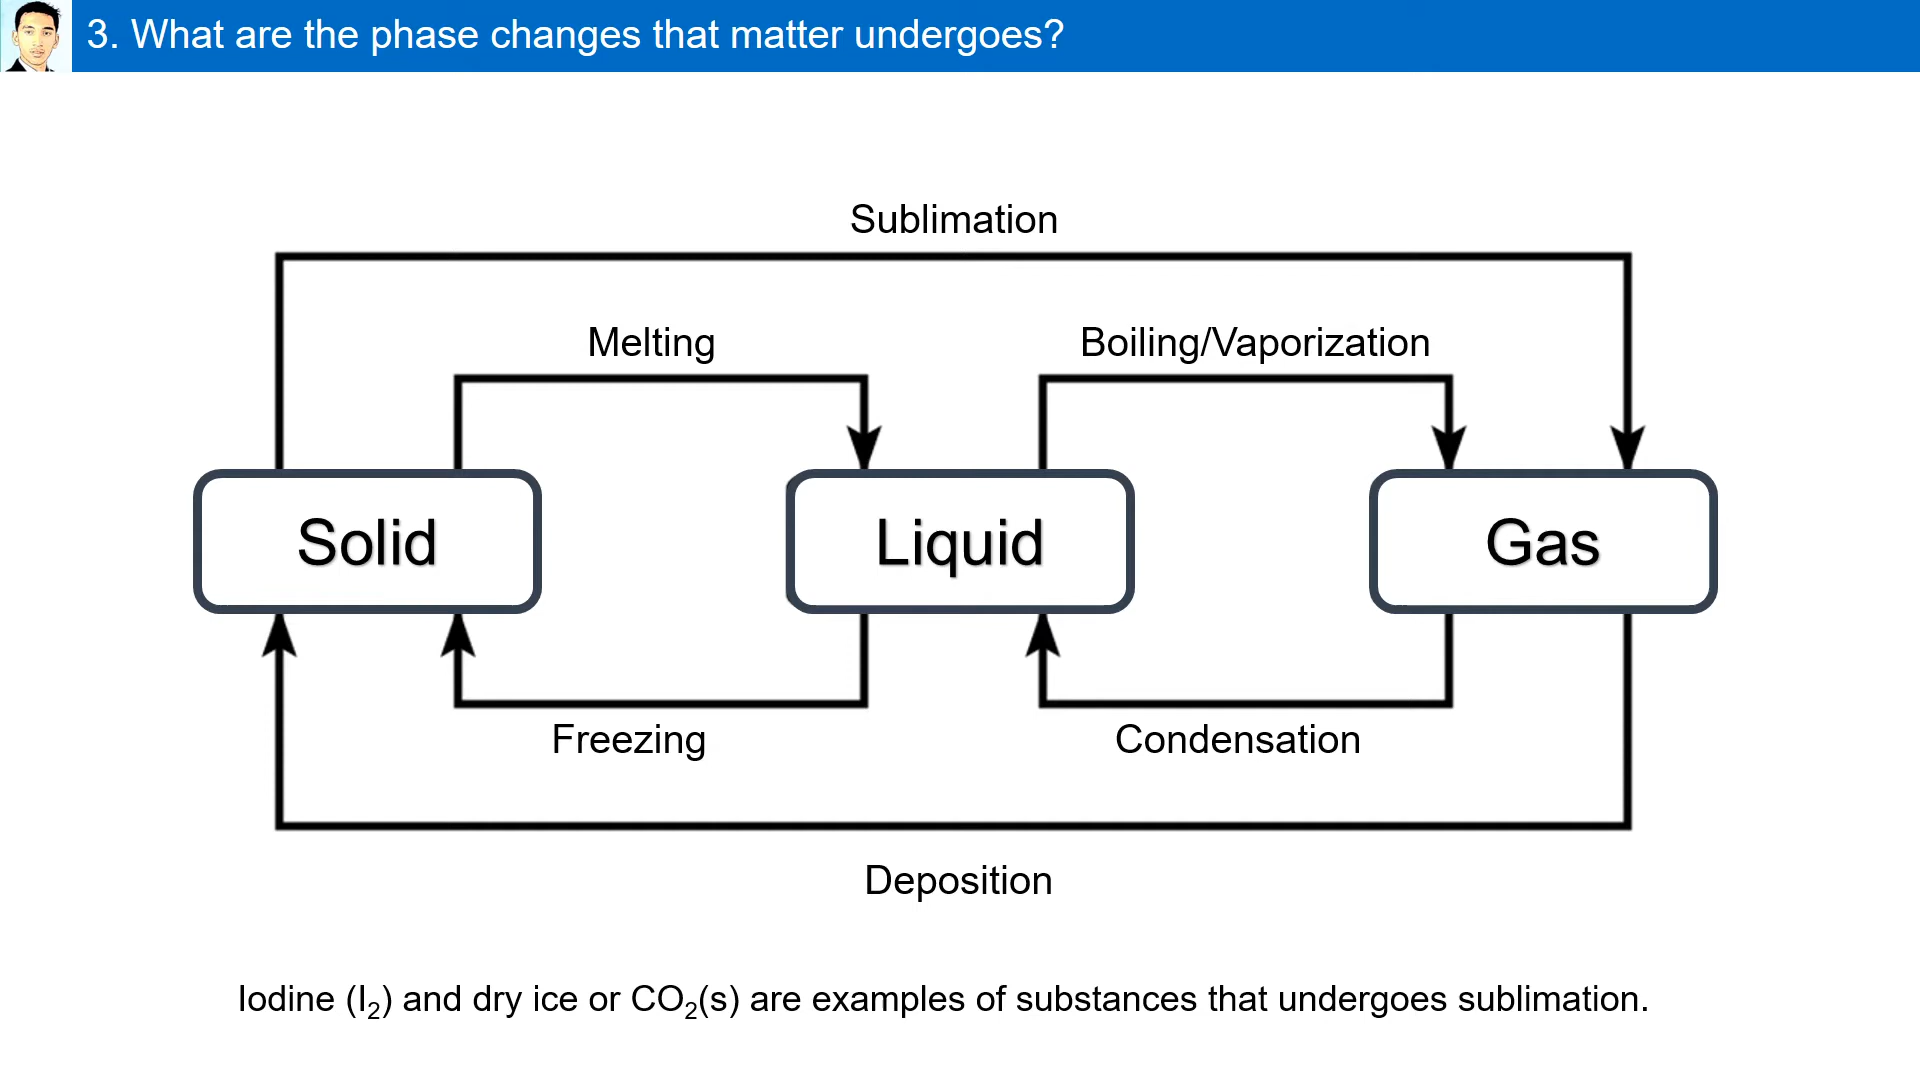 3. What are the phase changes that matter undergoes?
Sublimation
Melting
Boiling/Vaporization
Solid
Liquid
Gas
Freezing
Condensation
Deposition
Iodine (I₂) and dry ice or CO₂(s) are examples of substances that undergoes sublimation.